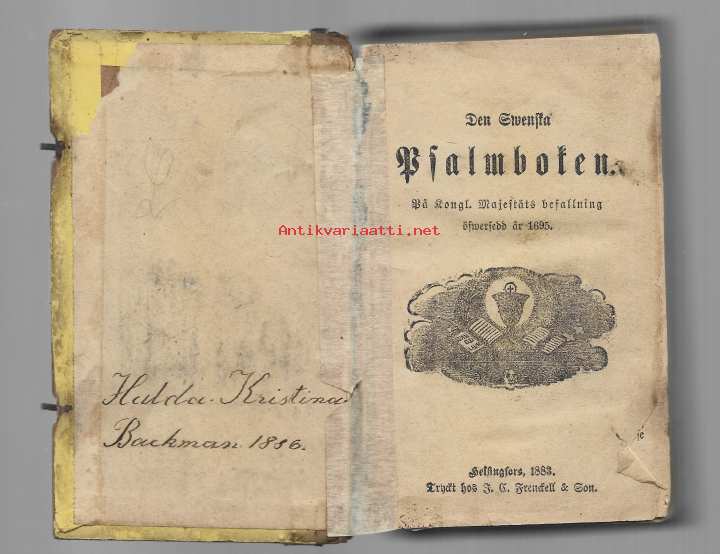 Hulda Kristina
Backman 1886.
Den Swenska
Psalmboken.
På Kongl. Majestäts befallning
öfwersedd år 1695.
Antikvariaatti.net
Helsingfors, 1883.
Tryckt hos J. C. Frenckell & Son.